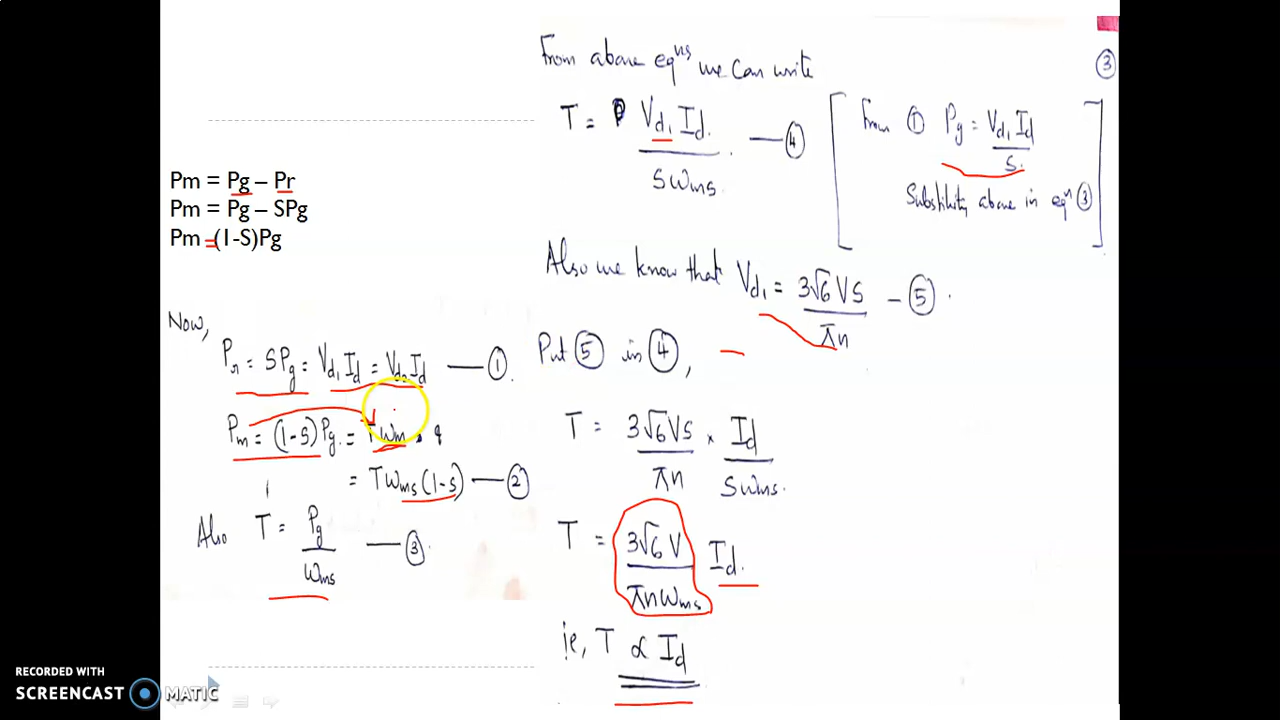 Pm = Pg – Pr
Pm = Pg – SPg
Pm =(1-S)Pg
Now,
Pr = SPg = Vd1 Id = Vd2 Id —— ①.
Pm = (1-S) Pg. = Tωm.
= Tωms (1-s) —— ②
Also T = Pg / ωms —— ③.
From above eqns we can write
③
T = Vd1 Id. / Sωms. —— ④
From ① Pg = Vd1 Id / S.
Substituting above in eqn ③
Also we know that Vd1 = 3√6 VS / πn – ⑤
Put ⑤ in ④,
T = 3√6 VS / πn × Id / Sωms.
T = 3√6 V / πnωms Id.
ie, T ∝ Id
RECORDED WITH
SCREENCAST MATIC